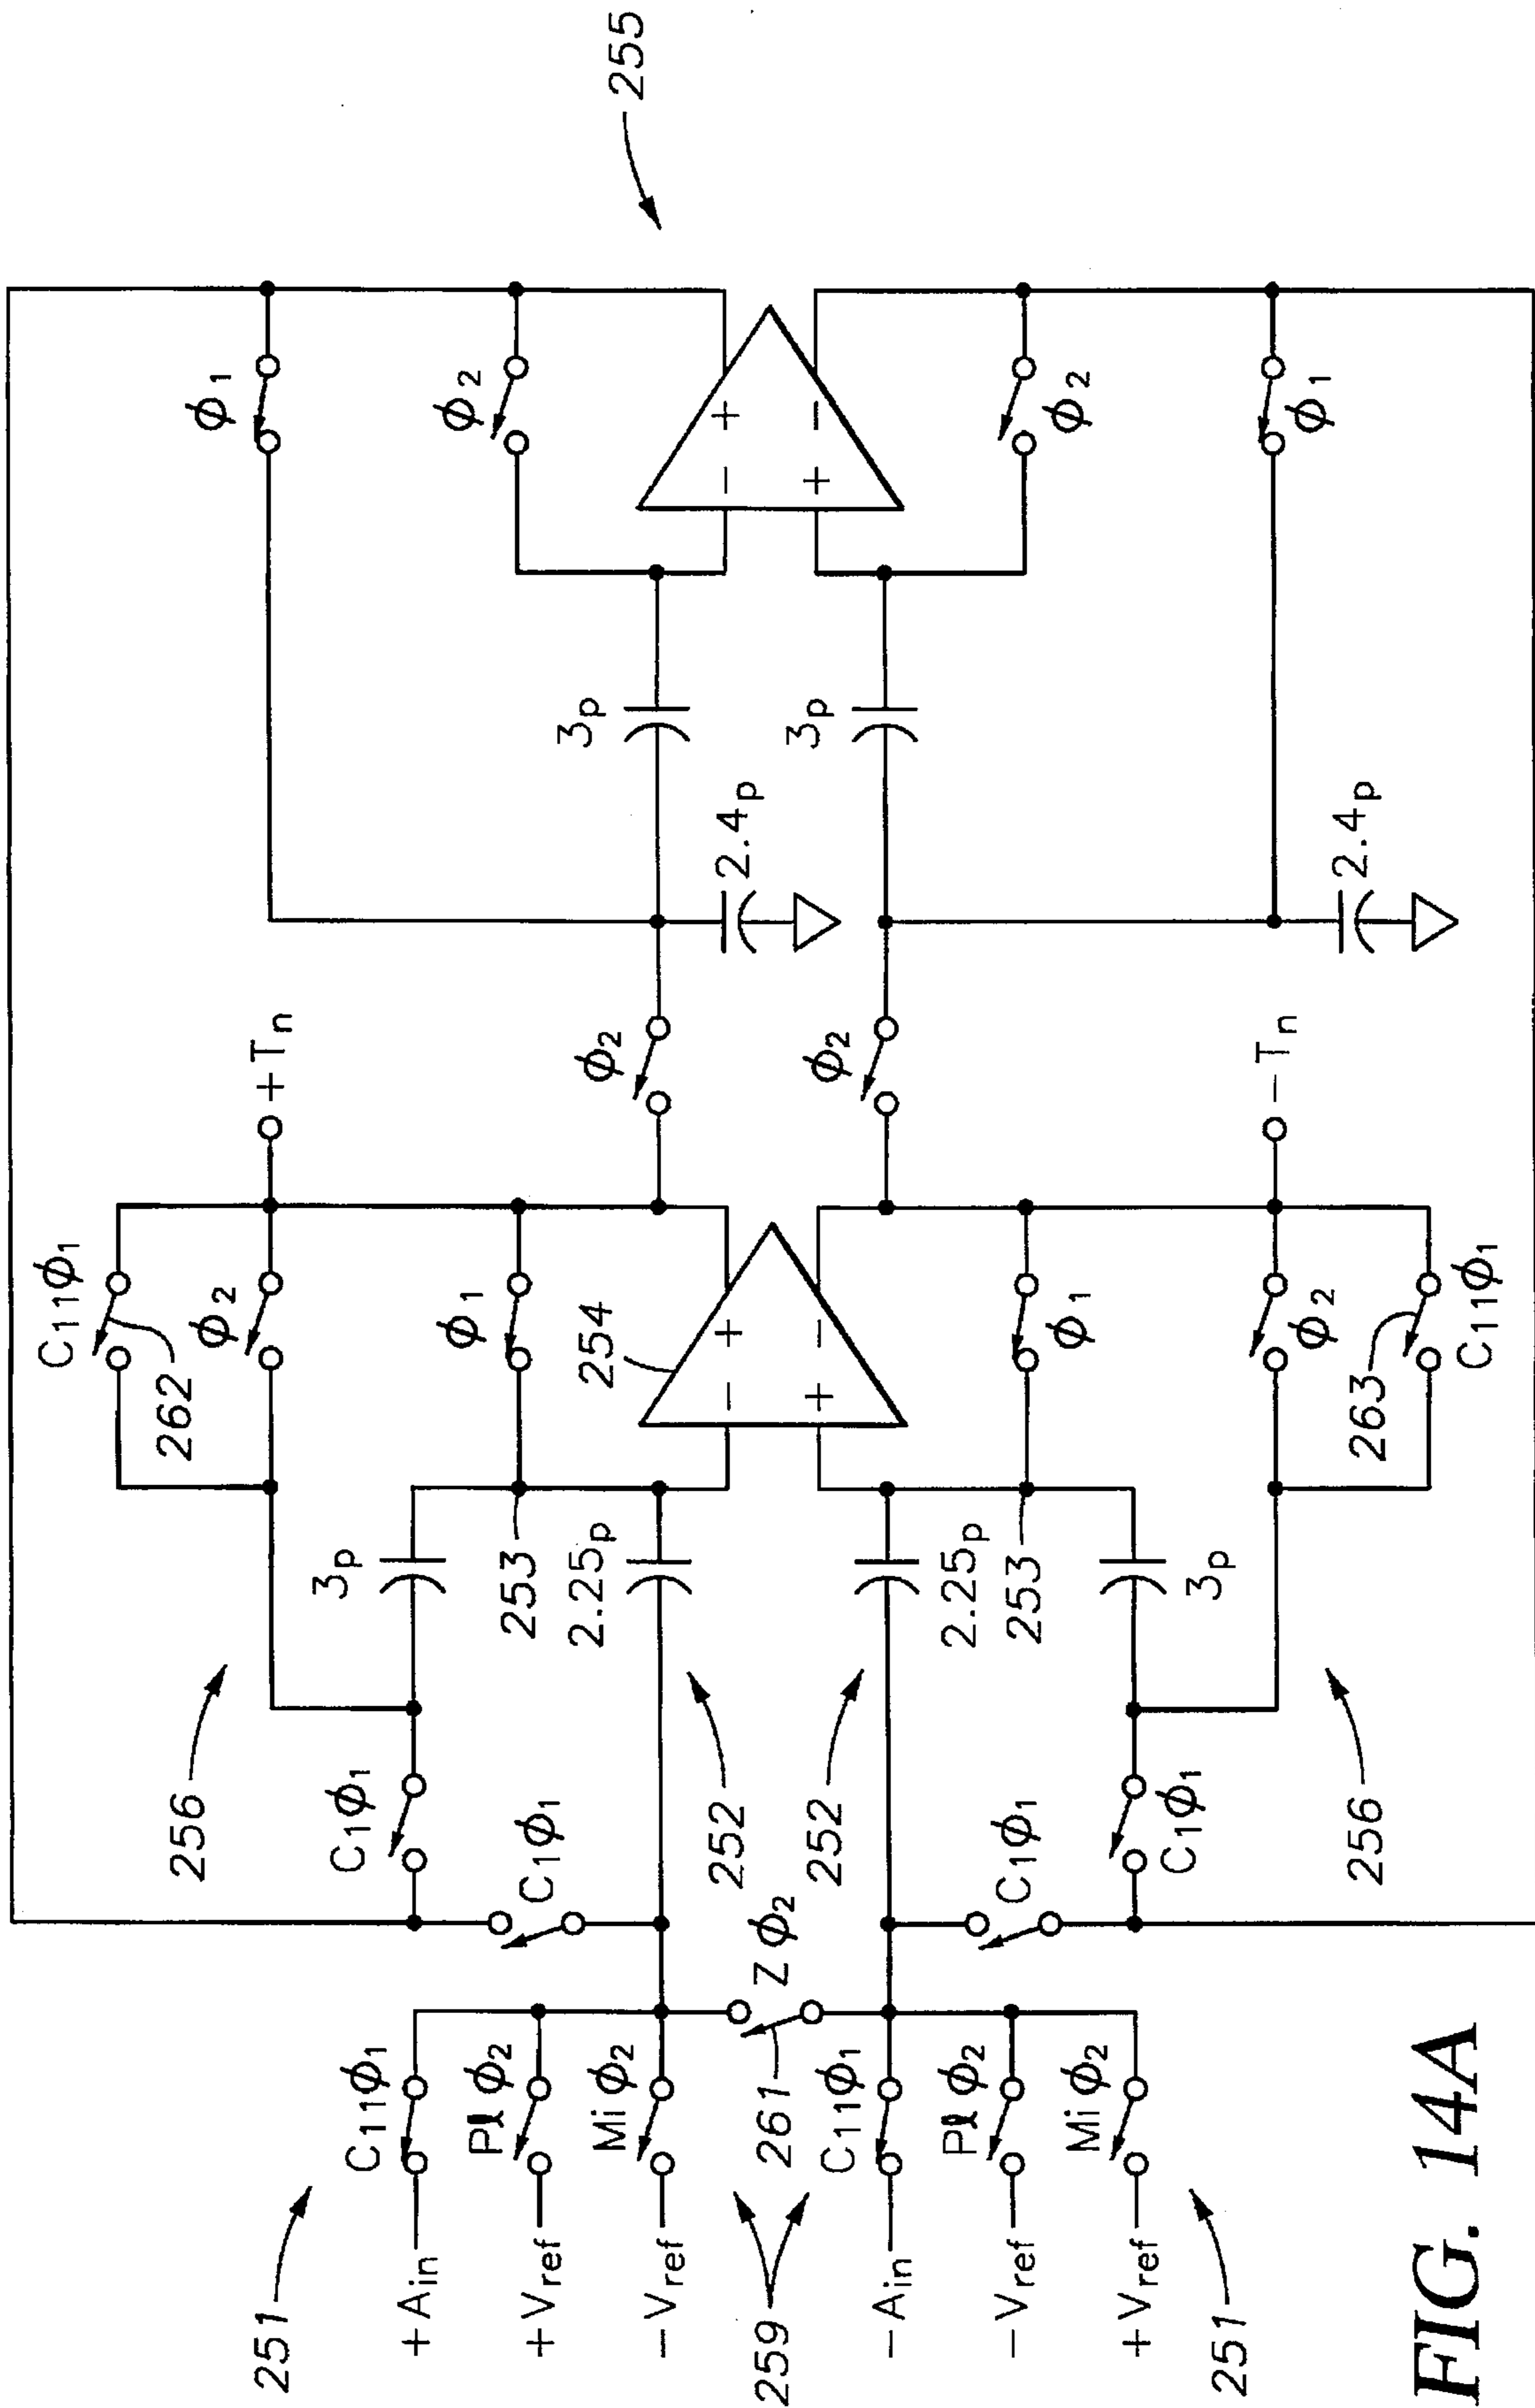 255
ϕ1
ϕ2
ϕ2
ϕ1
3p
3p
2.4p
2.4p
ϕ2
ϕ2
+Tn
−Tn
C11ϕ1
262
ϕ2
ϕ1
254
ϕ1
ϕ2
263
C11ϕ1
− +
+ −
− +
+ −
3p
253
2.25p
2.25p
253
3p
256
C1ϕ1
C1ϕ1
252
252
C1ϕ1
C1ϕ1
256
Zϕ2
261
251
C11ϕ1
+Ain
Plϕ2
+Vref
Miϕ2
−Vref
259
C11ϕ1
−Ain
Plϕ2
−Vref
Miϕ2
+Vref
251
FIG. 14A